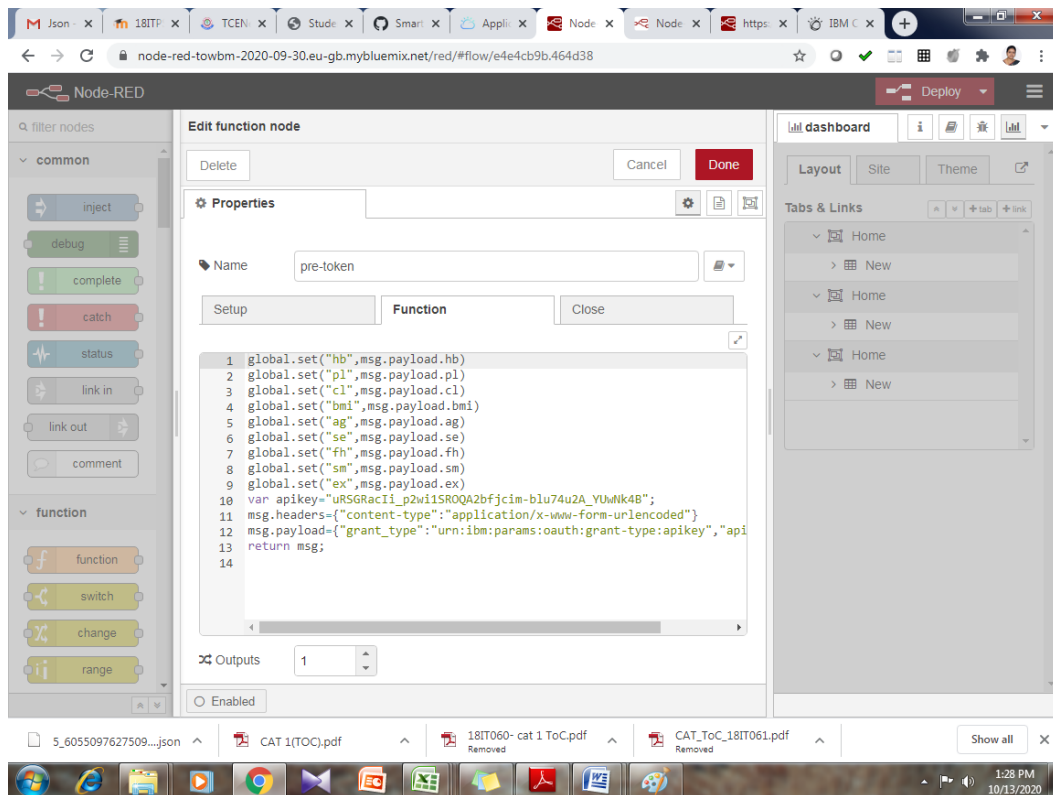 Json -
18ITP
TCEN
Stude
Smart
Applic
Node
Node
https:
IBM C
node-red-towbm-2020-09-30.eu-gb.mybluemix.net/red/#flow/e4e4cb9b.464d38
Node-RED
Deploy
filter nodes
common
inject
debug
complete
catch
status
link in
link out
comment
function
function
switch
change
range
Edit function node
Delete
Cancel
Done
Properties
Name
pre-token
Setup
Function
Close
1 global.set("hb",msg.payload.hb)
2 global.set("pl",msg.payload.pl)
3 global.set("cl",msg.payload.cl)
4 global.set("bmi",msg.payload.bmi)
5 global.set("ag",msg.payload.ag)
6 global.set("se",msg.payload.se)
7 global.set("fh",msg.payload.fh)
8 global.set("sm",msg.payload.sm)
9 global.set("ex",msg.payload.ex)
10 var apikey="uRSGRacIi_p2wi1SROQA2bfjcim-blu74u2A_YUwNk4B";
11 msg.headers={"content-type":"application/x-www-form-urlencoded"}
12 msg.payload={"grant_type":"urn:ibm:params:oauth:grant-type:apikey","api
13 return msg;
14
Outputs
1
Enabled
dashboard
Layout
Site
Theme
Tabs & Links
+tab
+link
Home
New
Home
New
Home
New
5_6055097627509....json
CAT 1(TOC).pdf
18IT060- cat 1 ToC.pdf
Removed
CAT_ToC_18IT061.pdf
Removed
Show all
1:28 PM
10/13/2020